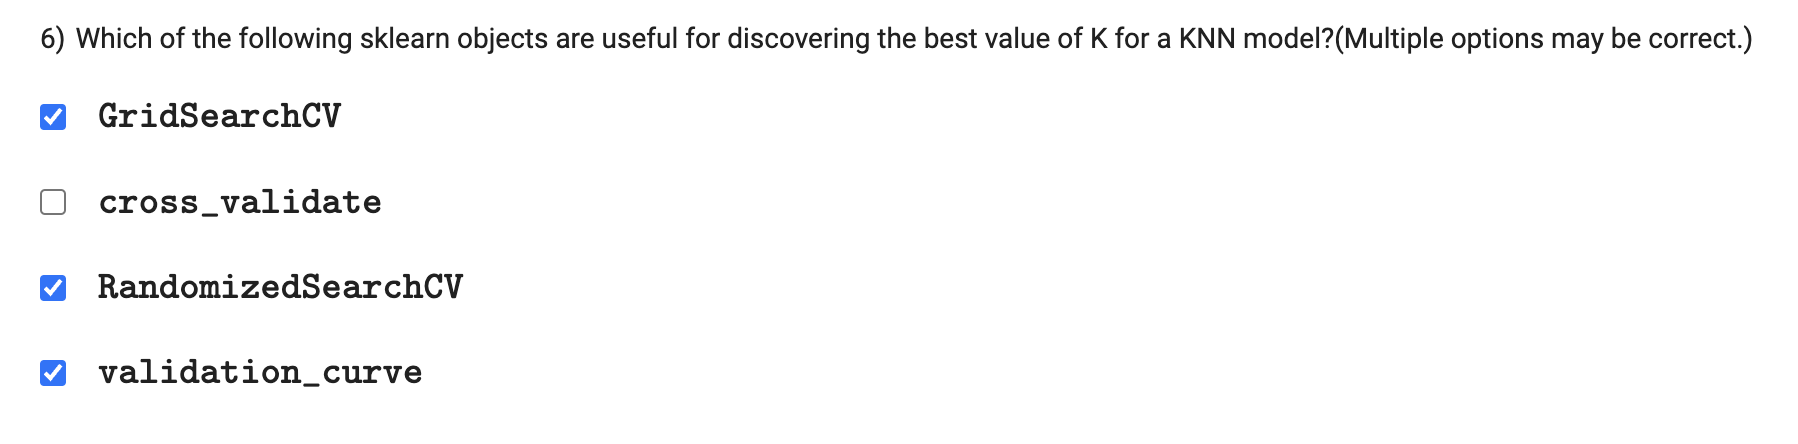 6) Which of the following sklearn objects are useful for discovering the best value of K for a KNN model?(Multiple options may be correct.)
GridSearchCV
cross_validate
RandomizedSearchCV
validation_curve